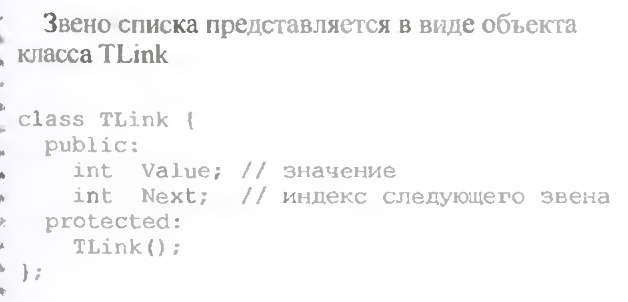 Звено списка представляется в виде объекта
класса TLink
class TLink {
public:
int Value; // значение
int Next; // индекс следующего звена
protected:
TLink();
};